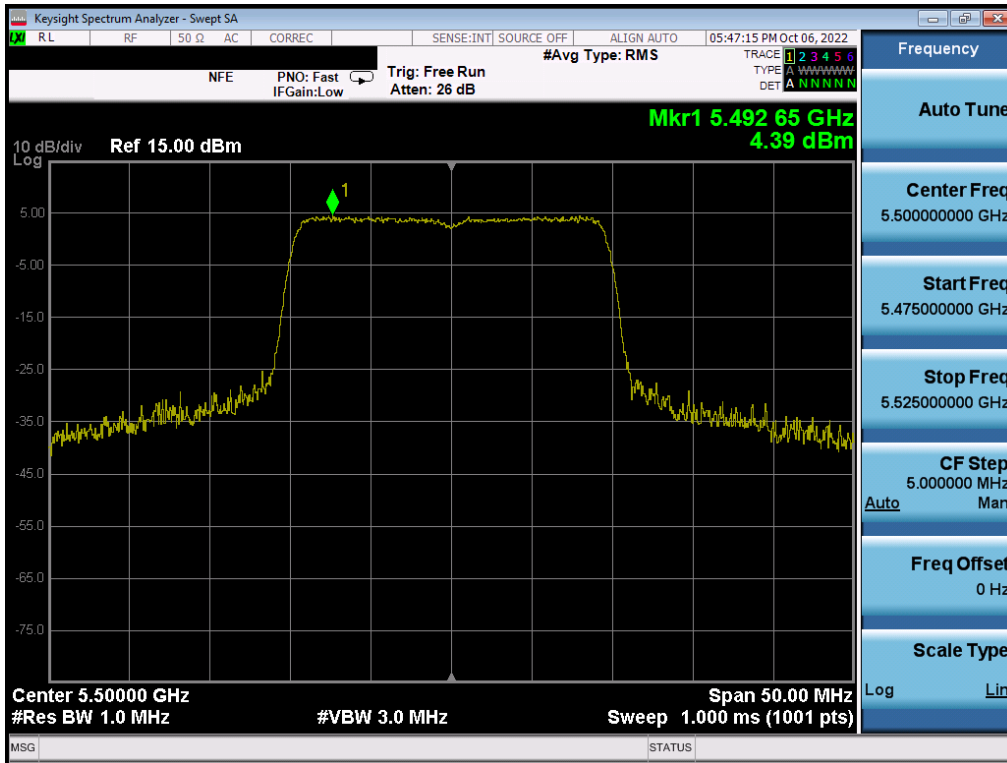 Keysight Spectrum Analyzer - Swept SA
LXI RL RF 50 Ω AC CORREC SENSE:INT SOURCE OFF ALIGN AUTO 05:47:15 PM Oct 06, 2022
#Avg Type: RMS
NFE PNO: Fast Trig: Free Run
IFGain:Low Atten: 26 dB
TRACE 1 2 3 4 5 6
TYPE A WWWWW
DET A N N N N N
Mkr1 5.492 65 GHz
4.39 dBm
10 dB/div Ref 15.00 dBm
Log
1
5.00
-5.00
-15.0
-25.0
-35.0
-45.0
-55.0
-65.0
-75.0
Center 5.50000 GHz Span 50.00 MHz
#Res BW 1.0 MHz #VBW 3.0 MHz Sweep 1.000 ms (1001 pts)
MSG STATUS
Frequency
Auto Tune
Center Freq
5.500000000 GHz
Start Freq
5.475000000 GHz
Stop Freq
5.525000000 GHz
CF Step
5.000000 MHz
Auto Man
Freq Offset
0 Hz
Scale Type
Log Lin